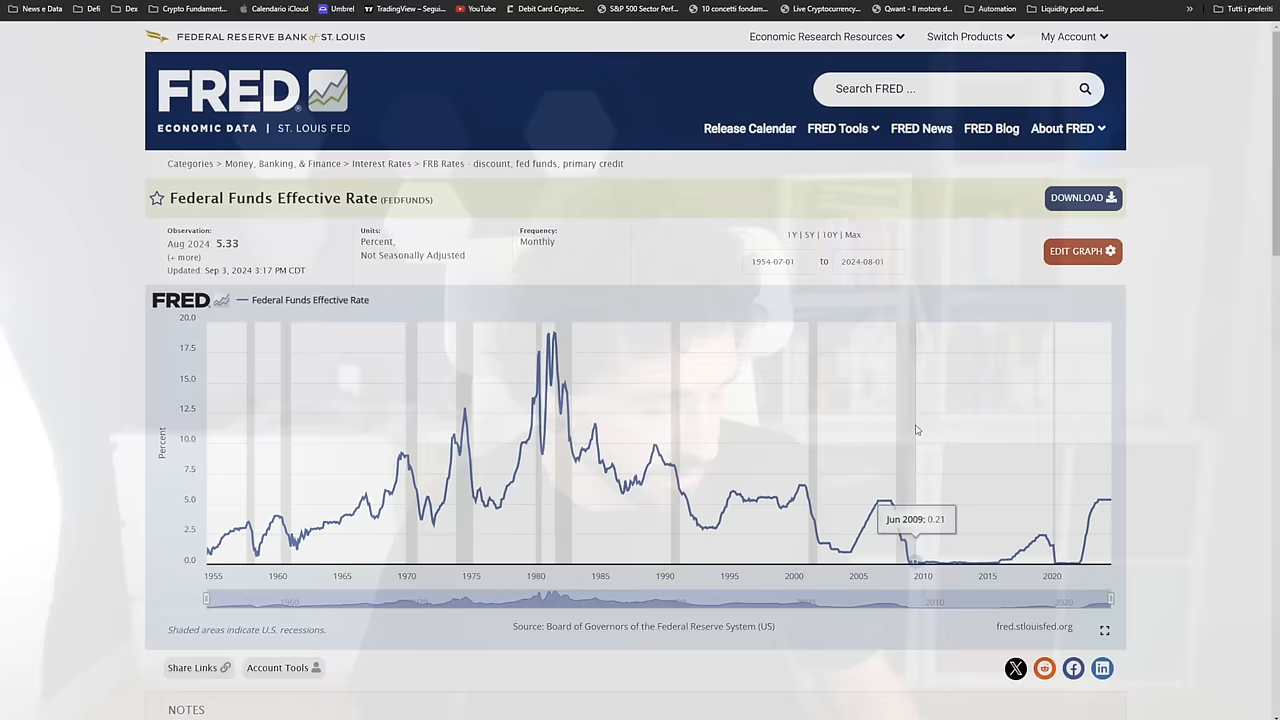 News e Data Defi Dex Crypto Fundament... Calendario iCloud Umbrel TradingView – Segui... YouTube Debit Card Cryptoc... S&P 500 Sector Perf... 10 concetti fondam... Live Cryptocurrency... Qwant - Il motore d... Automation Liquidity pool and... » Tutti i preferiti
FEDERAL RESERVE BANK of ST. LOUIS
Economic Research Resources Switch Products My Account
FRED
Search FRED ...
ECONOMIC DATA | ST. LOUIS FED
Release Calendar FRED Tools FRED News FRED Blog About FRED
Categories > Money, Banking, & Finance > Interest Rates > FRB Rates - discount, fed funds, primary credit
Federal Funds Effective Rate (FEDFUNDS)
DOWNLOAD
Observation:
Aug 2024 5.33
(+ more)
Updated: Sep 3, 2024 3:17 PM CDT
Units:
Percent,
Not Seasonally Adjusted
Frequency:
Monthly
1Y | 5Y | 10Y | Max
1954-07-01 to 2024-08-01
EDIT GRAPH
FRED — Federal Funds Effective Rate
20.0
17.5
15.0
12.5
10.0
7.5
5.0
2.5
0.0
Percent
Jun 2009: 0.21
1955 1960 1965 1970 1975 1980 1985 1990 1995 2000 2005 2010 2015 2020
1960 1970 1980 1990 2000 2010 2020
Shaded areas indicate U.S. recessions.
Source: Board of Governors of the Federal Reserve System (US)
fred.stlouisfed.org
Share Links Account Tools
NOTES